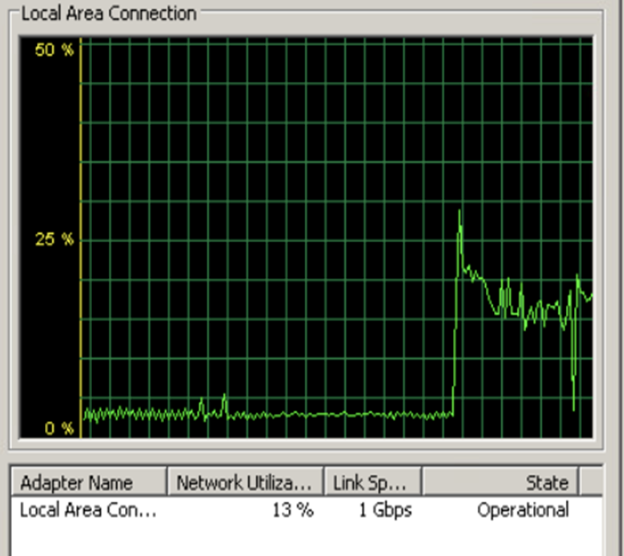 Local Area Connection
50 %
25 %
0 %
Adapter Name Network Utiliza... Link Sp... State
Local Area Con... 13 % 1 Gbps Operational